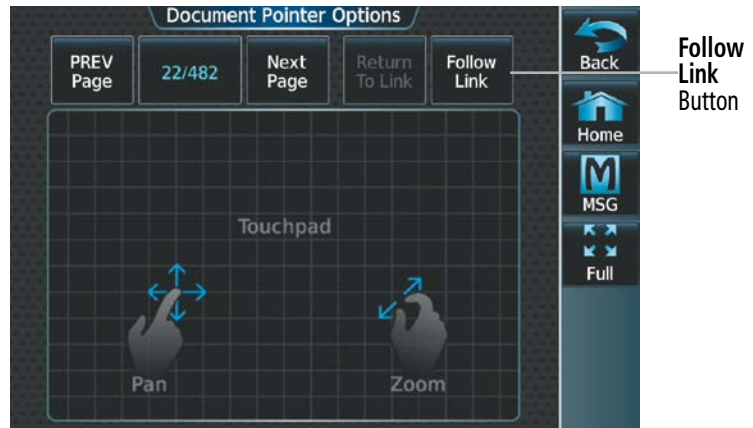 Document Pointer Options
PREV
Page
22/482
Next
Page
Return
To Link
Follow
Link
Back
Home
MSG
Full
Touchpad
Pan
Zoom
Follow
Link
Button